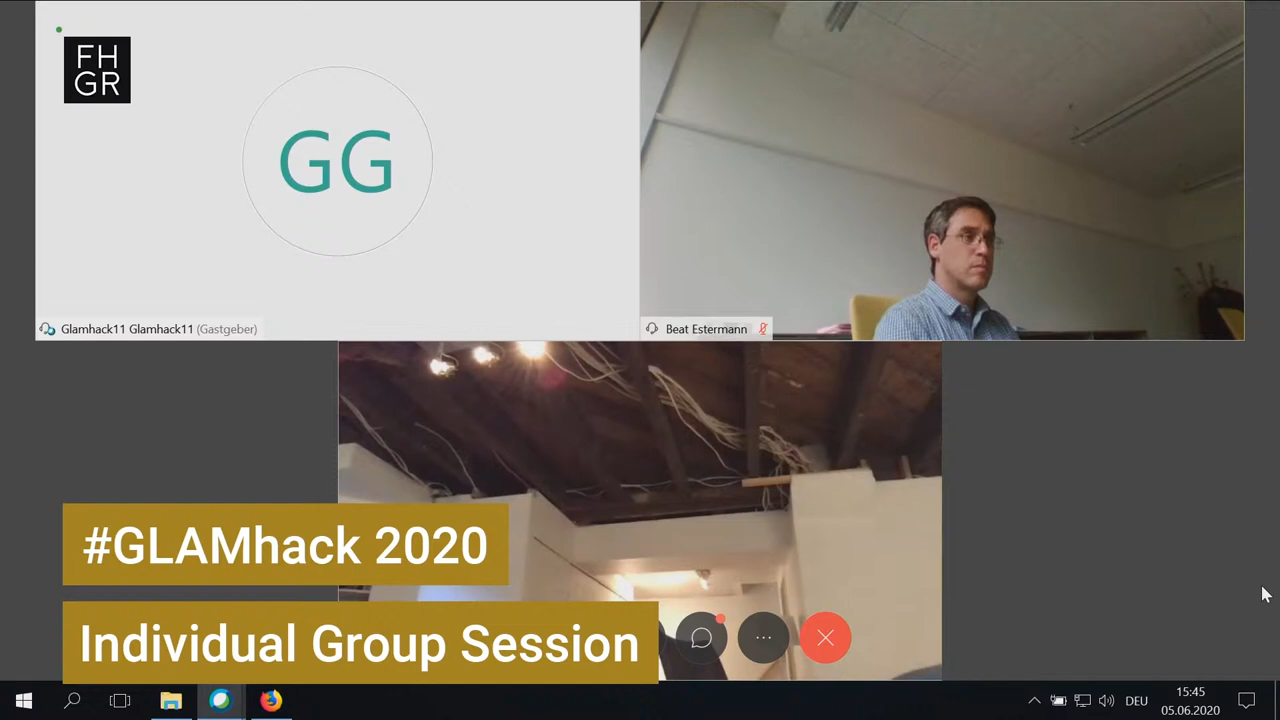 FH
GR
GG
Glamhack11 Glamhack11 (Gastgeber)
Beat Estermann
#GLAMhack 2020
Individual Group Session
DEU
15:45
05.06.2020